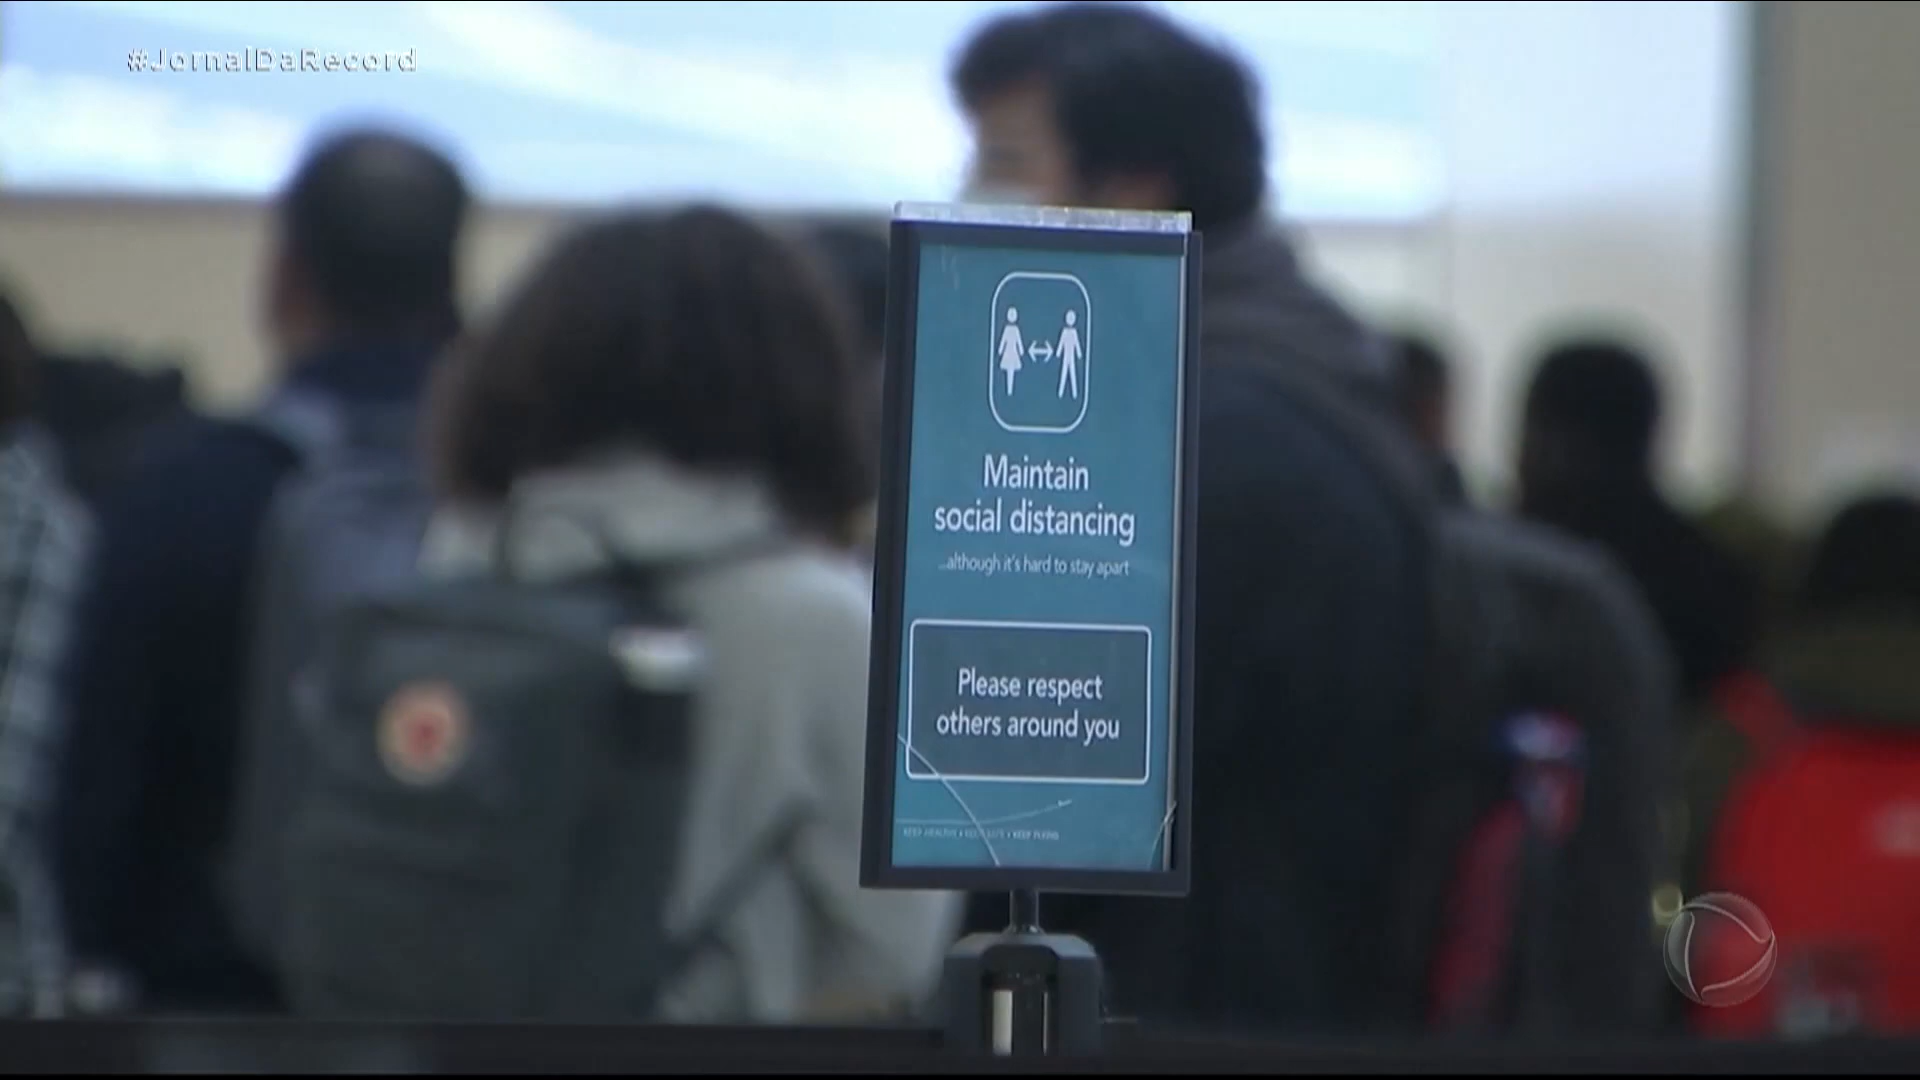 #JornalDaRecord
Maintain
social distancing
...although it's hard to stay apart
Please respect
others around you